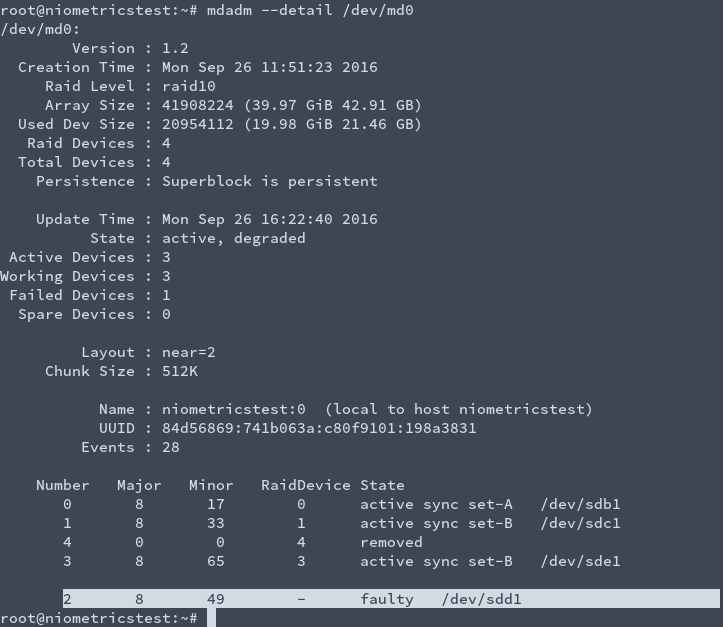 root@niometricstest:~# mdadm --detail /dev/md0
/dev/md0:
        Version : 1.2
  Creation Time : Mon Sep 26 11:51:23 2016
     Raid Level : raid10
     Array Size : 41908224 (39.97 GiB 42.91 GB)
  Used Dev Size : 20954112 (19.98 GiB 21.46 GB)
   Raid Devices : 4
  Total Devices : 4
    Persistence : Superblock is persistent
    Update Time : Mon Sep 26 16:22:40 2016
          State : active, degraded
 Active Devices : 3
Working Devices : 3
 Failed Devices : 1
  Spare Devices : 0
         Layout : near=2
     Chunk Size : 512K
           Name : niometricstest:0  (local to host niometricstest)
           UUID : 84d56869:741b063a:c80f9101:198a3831
         Events : 28
    Number   Major   Minor   RaidDevice State
       0       8       17        0      active sync set-A   /dev/sdb1
       1       8       33        1      active sync set-B   /dev/sdc1
       4       0        0        4      removed
       3       8       65        3      active sync set-B   /dev/sde1
       2       8       49        -      faulty   /dev/sdd1
root@niometricstest:~#